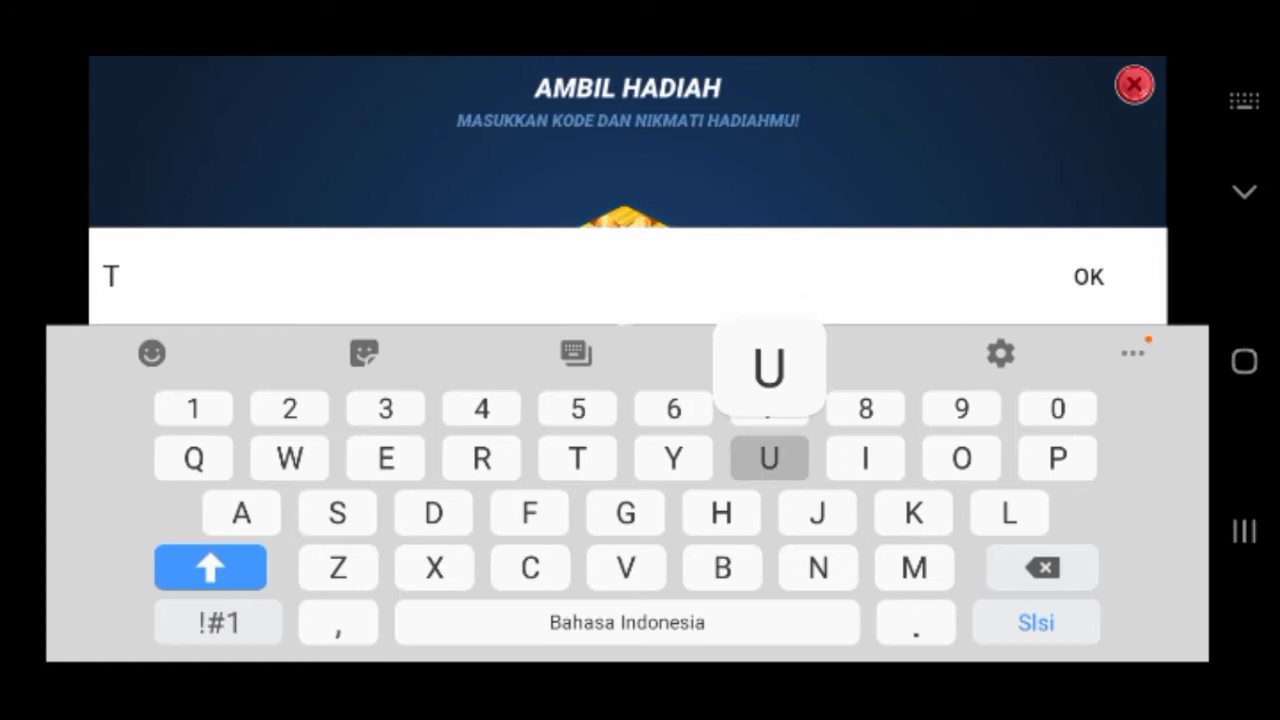 AMBIL HADIAH
MASUKKAN KODE DAN NIKMATI HADIAHMU!
T
OK
U
1 2 3 4 5 6 8 9 0
Q W E R T Y U I O P
A S D F G H J K L
Z X C V B N M
!#1 , Bahasa Indonesia . Slsi